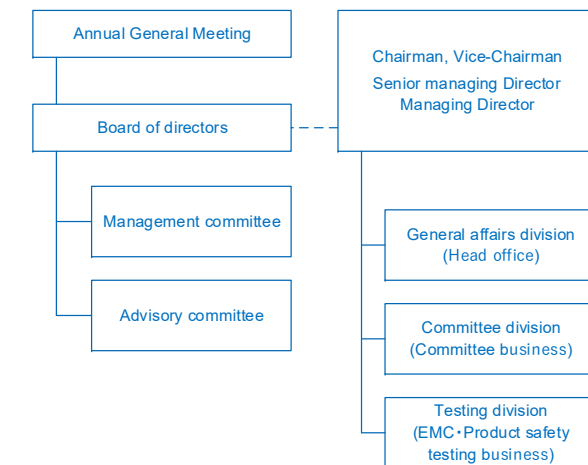 Annual General Meeting
Board of directors
Management committee
Advisory committee
Chairman, Vice-Chairman
Senior managing Director
Managing Director
General affairs division
(Head office)
Committee division
(Committee business)
Testing division
(EMC・Product safety
testing business)